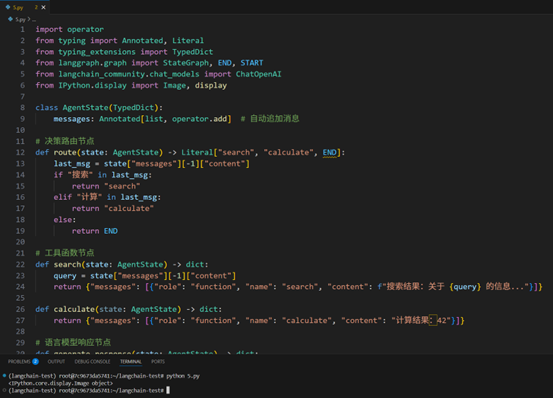 5.py 3
5.py > ...
1 import operator
2 from typing import Annotated, Literal
3 from typing_extensions import TypedDict
4 from langgraph.graph import StateGraph, END, START
5 from langchain_community.chat_models import ChatOpenAI
6 from IPython.display import Image, display
7
8 class AgentState(TypedDict):
9 messages: Annotated[list, operator.add] # 自动追加消息
10
11 # 决策路由节点
12 def route(state: AgentState) -> Literal["search", "calculate", END]:
13 last_msg = state["messages"][-1]["content"]
14 if "搜索" in last_msg:
15 return "search"
16 elif "计算" in last_msg:
17 return "calculate"
18 else:
19 return END
20
21 # 工具函数节点
22 def search(state: AgentState) -> dict:
23 query = state["messages"][-1]["content"]
24 return {"messages": [{"role": "function", "name": "search", "content": f"搜索结果：关于 {query} 的信息..."}]}
25
26 def calculate(state: AgentState) -> dict:
27 return {"messages": [{"role": "function", "name": "calculate", "content": "计算结果：42"}]}
28
29 # 语言模型响应节点
30 def generate_response(state: AgentState) -> dict:
PROBLEMS 3 OUTPUT DEBUG CONSOLE TERMINAL PORTS
(langchain-test) root@7c9673da5741:~/langchain-test# python 5.py
<IPython.core.display.Image object>
(langchain-test) root@7c9673da5741:~/langchain-test#